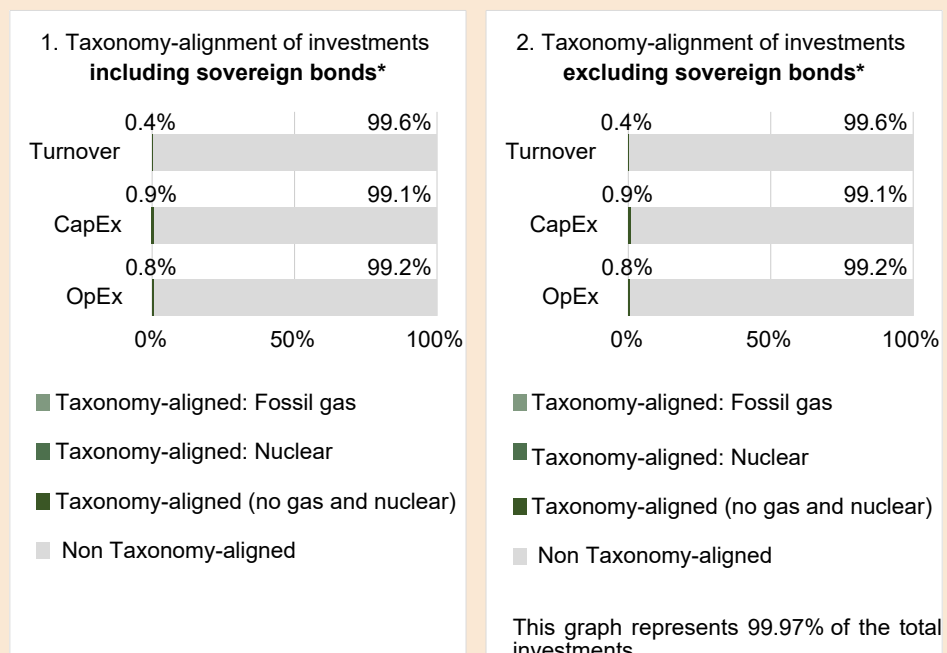 1. Taxonomy-alignment of investments
including sovereign bonds*
0.4% 99.6%
Turnover
0.9% 99.1%
CapEx
0.8% 99.2%
OpEx
0% 50% 100%
Taxonomy-aligned: Fossil gas
Taxonomy-aligned: Nuclear
Taxonomy-aligned (no gas and nuclear)
Non Taxonomy-aligned
2. Taxonomy-alignment of investments
excluding sovereign bonds*
0.4% 99.6%
Turnover
0.9% 99.1%
CapEx
0.8% 99.2%
OpEx
0% 50% 100%
Taxonomy-aligned: Fossil gas
Taxonomy-aligned: Nuclear
Taxonomy-aligned (no gas and nuclear)
Non Taxonomy-aligned
This graph represents 99.97% of the total
investments